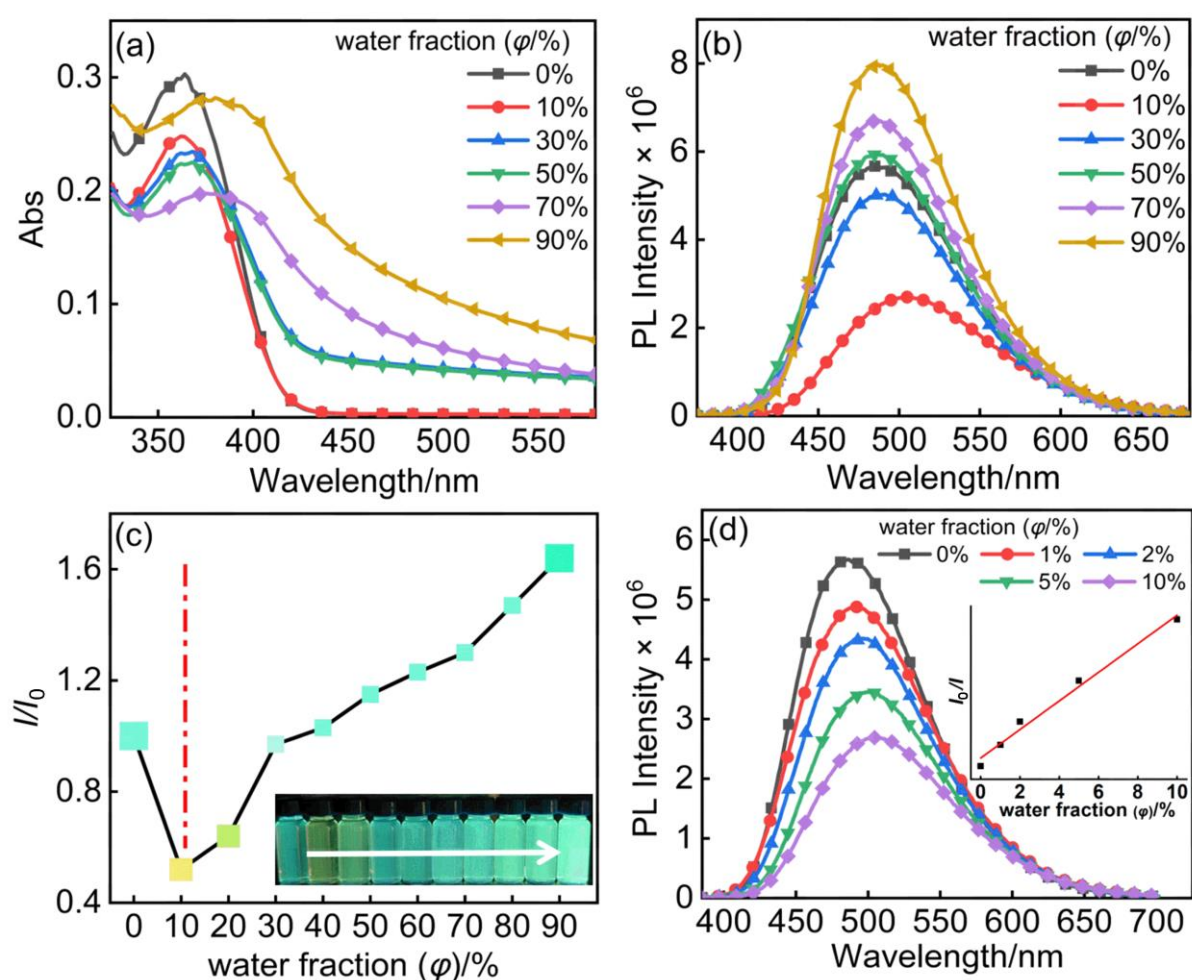 (a)
water fraction (φ/%)
0%
10%
30%
50%
70%
90%
0.3
0.2
0.1
0.0
Abs
350 400 450 500 550
Wavelength/nm
(b)
water fraction (φ/%)
0%
10%
30%
50%
70%
90%
8
6
4
2
0
PL Intensity × 10⁶
400 450 500 550 600 650
Wavelength/nm
(c)
1.6
1.2
0.8
0.4
I/I₀
0 10 20 30 40 50 60 70 80 90
water fraction (φ)/%
(d)
water fraction (φ/%)
0% 1% 2%
5% 10%
6
5
4
3
2
1
0
PL Intensity × 10⁶
I₀/I
0 2 4 6 8 10
water fraction (φ)/%
400 450 500 550 600 650 700
Wavelength/nm